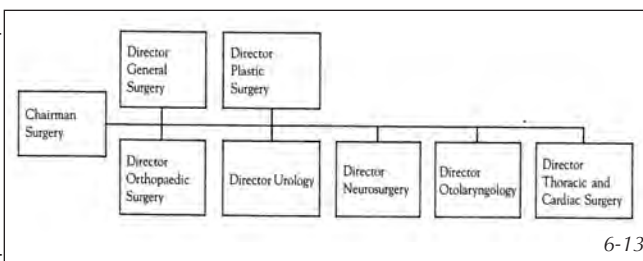 Director
General
Surgery
Director
Plastic
Surgery
Chairman
Surgery
Director
Orthopaedic
Surgery
Director Urology
Director
Neurosurgery
Director
Otolaryngology
Director
Thoracic and
Cardiac Surgery
6-13